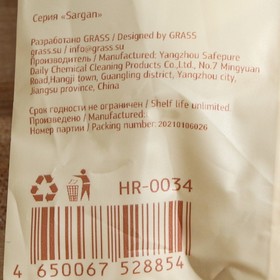 Серия «Sargan»
Разработано GRASS / Designed by GRASS
grass.su / info@grass.su
Производитель / Manufactured: Yangzhou Safepure
Daily Chemical Cleaning Products Co.,Ltd., No.7 Mingyuan
Road,Hangji town, Guangling district, Yangzhou city,
Jiangsu province, China
Срок годности не ограничен / Shelf life unlimited
Произведено / Manufactured:
Номер партии / Packing number: 20210106026
HR-0034
4 650067 528854